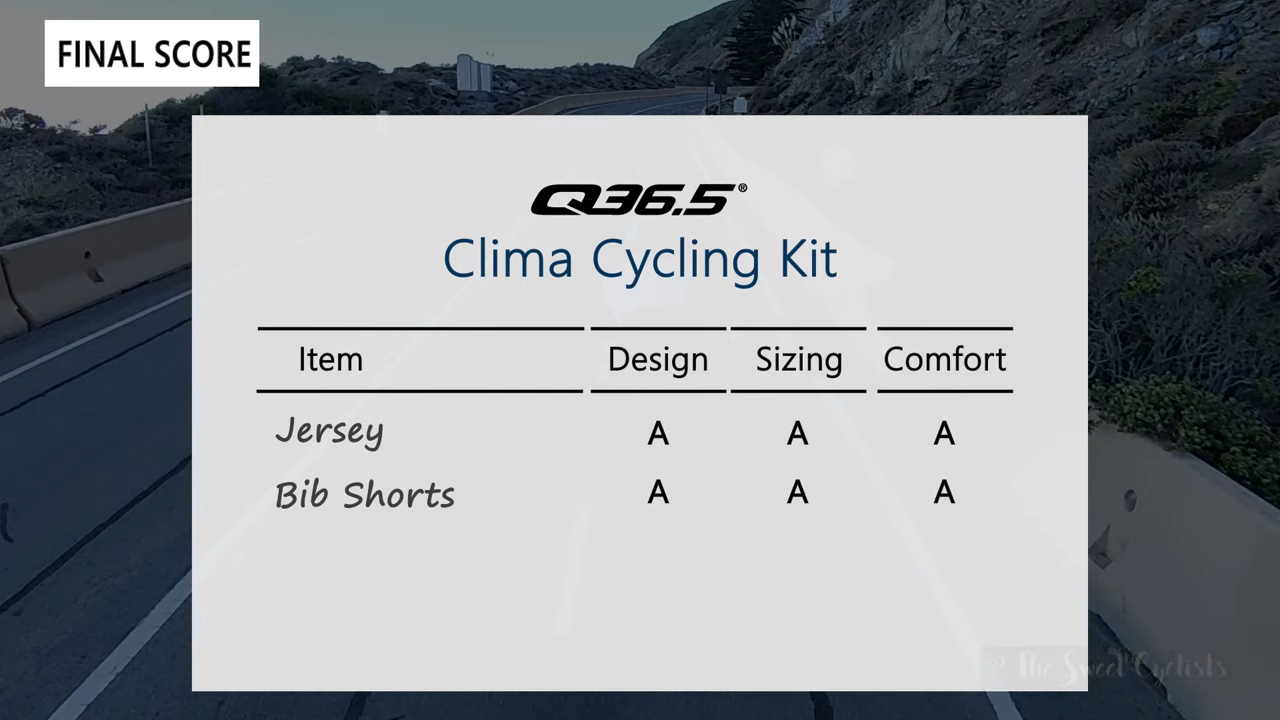 FINAL SCORE
Q36.5®
Clima Cycling Kit
Item Design Sizing Comfort
Jersey A A A
Bib Shorts A A A
The Sweet Cyclists